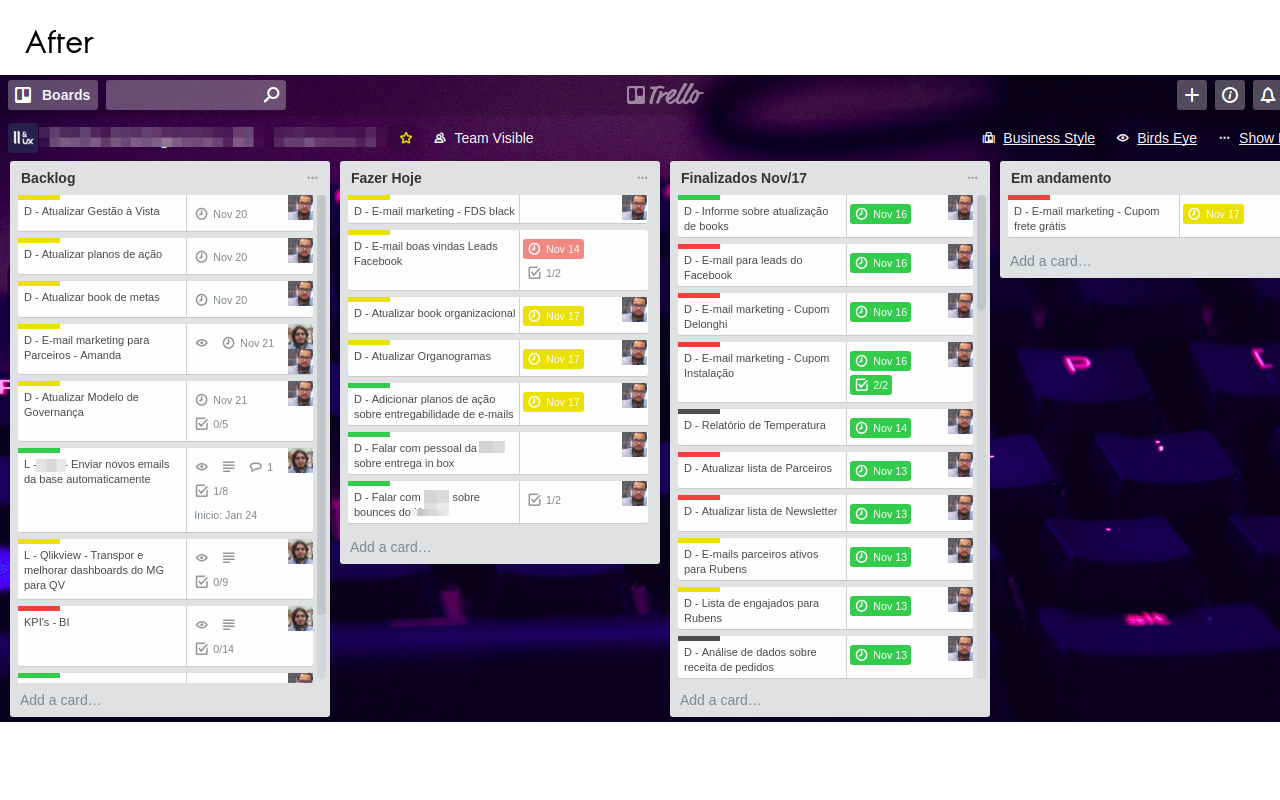 After
Boards
Trello
Team Visible
Business Style
Birds Eye
Show
Backlog
D - Atualizar Gestão à Vista
Nov 20
D - Atualizar planos de ação
Nov 20
D - Atualizar book de metas
Nov 20
D - E-mail marketing para
Parceiros - Amanda
Nov 21
D - Atualizar Modelo de
Governança
Nov 21
0/5
L - Enviar novos emails
da base automaticamente
1
1/8
Inicio: Jan 24
L - Qlikview - Transpor e
melhorar dashboards do MG
para QV
0/9
KPI's - BI
0/14
Add a card…
Fazer Hoje
D - E-mail marketing - FDS black
D - E-mail boas vindas Leads
Facebook
Nov 14
1/2
D - Atualizar book organizacional
Nov 17
D - Atualizar Organogramas
Nov 17
D - Adicionar planos de ação
sobre entregabilidade de e-mails
Nov 17
D - Falar com pessoal da
sobre entrega in box
D - Falar com sobre
bounces do
1/2
Add a card…
Finalizados Nov/17
D - Informe sobre atualização
de books
Nov 16
D - E-mail para leads do
Facebook
Nov 16
D - E-mail marketing - Cupom
Delonghi
Nov 16
D - E-mail marketing - Cupom
Instalação
Nov 16
2/2
D - Relatório de Temperatura
Nov 14
D - Atualizar lista de Parceiros
Nov 13
D - Atualizar lista de Newsletter
Nov 13
D - E-mails parceiros ativos
para Rubens
Nov 13
D - Lista de engajados para
Rubens
Nov 13
D - Análise de dados sobre
receita de pedidos
Nov 13
Add a card…
Em andamento
D - E-mail marketing - Cupom
frete grátis
Nov 17
Add a card…
P
alt